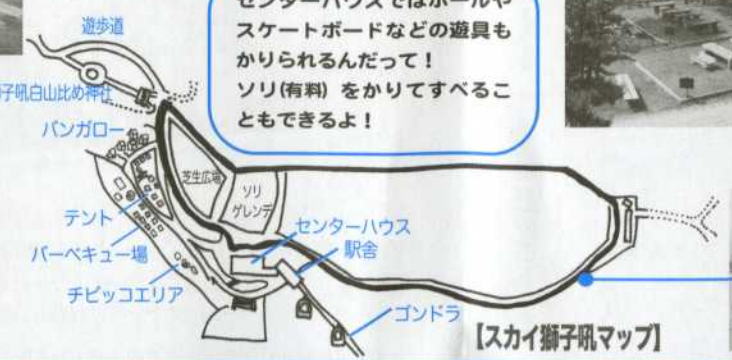 センターハウスではボールや
スケートボードなどの遊具も
かりられるんだって！
ソリ(有料) をかりてすべるこ
ともできるよ！
遊歩道
子吼白山比め神社
バンガロー
芝生広場
ソリ
ゲレンデ
テント
センターハウス
駅舎
バーベキュー場
チビッコエリア
ゴンドラ
【スカイ獅子吼マップ】